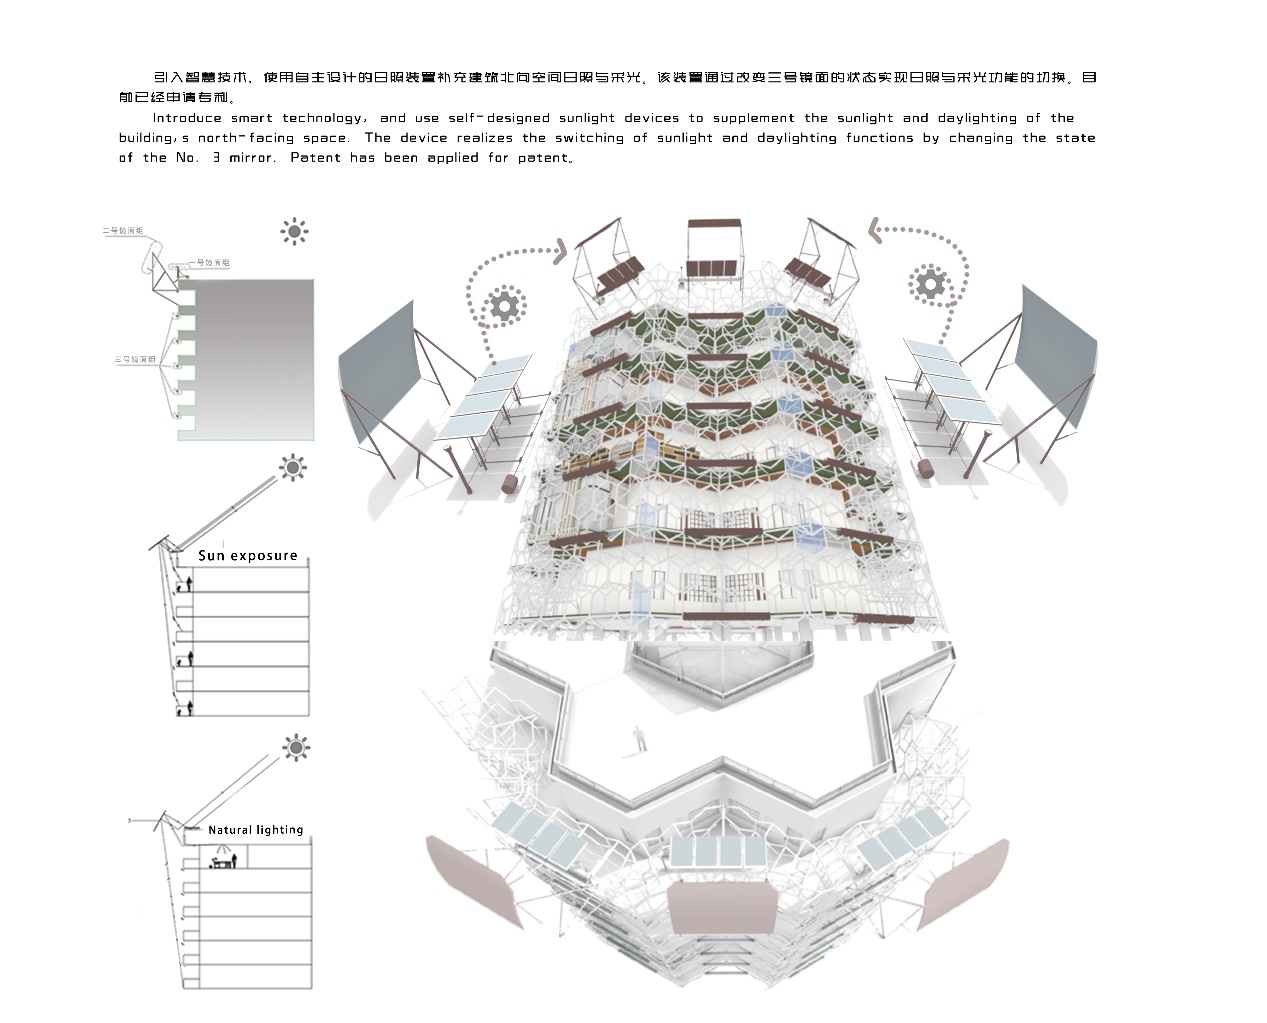 引入智慧技术，使用自主设计的日照装置补充建筑北向空间日照与采光。该装置通过改变三号镜面的状态实现日照与采光功能的切换。目
前已经申请专利。
Introduce smart technology, and use self-designed sunlight devices to supplement the sunlight and daylighting of the
building,s north-facing space. The device realizes the switching of sunlight and daylighting functions by changing the state
of the No. 3 mirror. Patent has been applied for patent。
二号镜面组
一号镜面组
三号镜面组
Sun exposure
Natural lighting